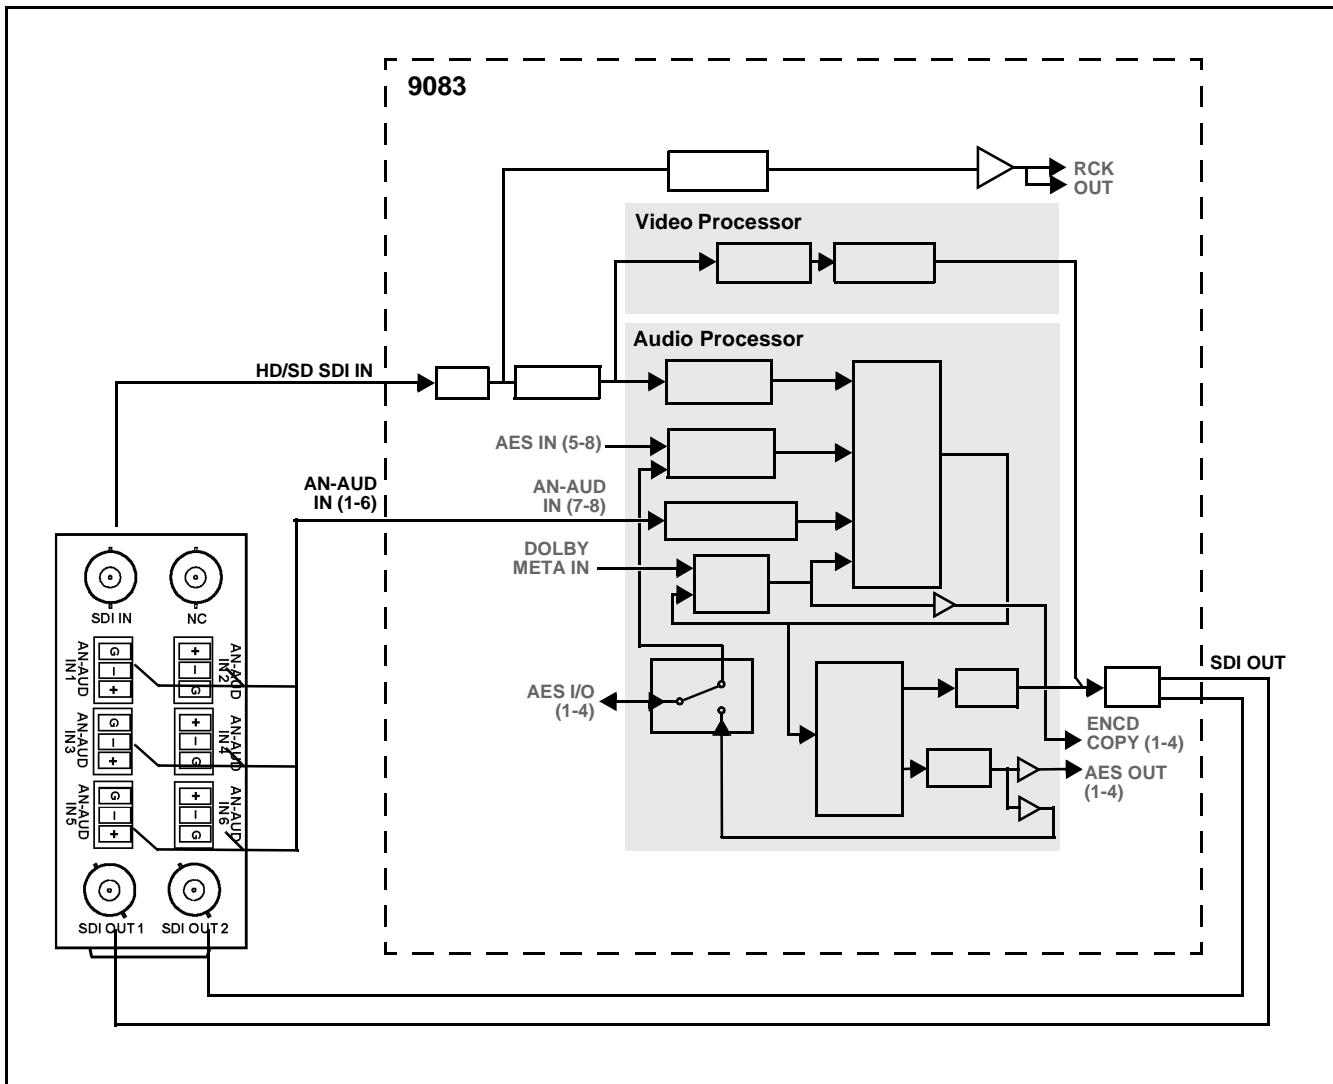 9083
RCK
OUT
Video Processor
Audio Processor
HD/SD SDI IN
AES IN (5-8)
AN-AUD
IN (1-6)
AN-AUD
IN (7-8)
DOLBY
META IN
AES I/O
(1-4)
SDI OUT
ENCD
COPY (1-4)
AES OUT
(1-4)
SDI IN
NC
AN-AUD
IN1
G
–
+
+
–
G
AN-AUD
IN2
AN-AUD
IN3
G
–
+
+
–
G
AN-AUD
IN4
AN-AUD
IN5
G
–
+
+
–
G
AN-AUD
IN6
SDI OUT 1
SDI OUT 2